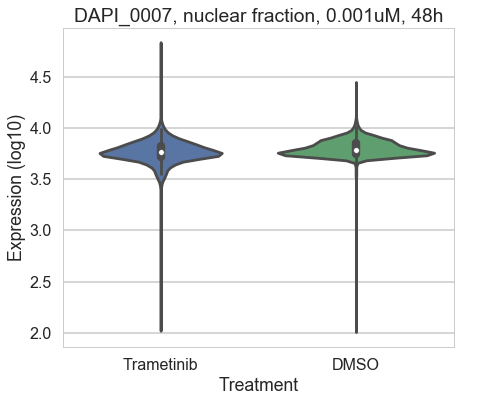 DAPI_0007, nuclear fraction, 0.001uM, 48h
Expression (log10)
4.5
4.0
3.5
3.0
2.5
2.0
Trametinib DMSO
Treatment